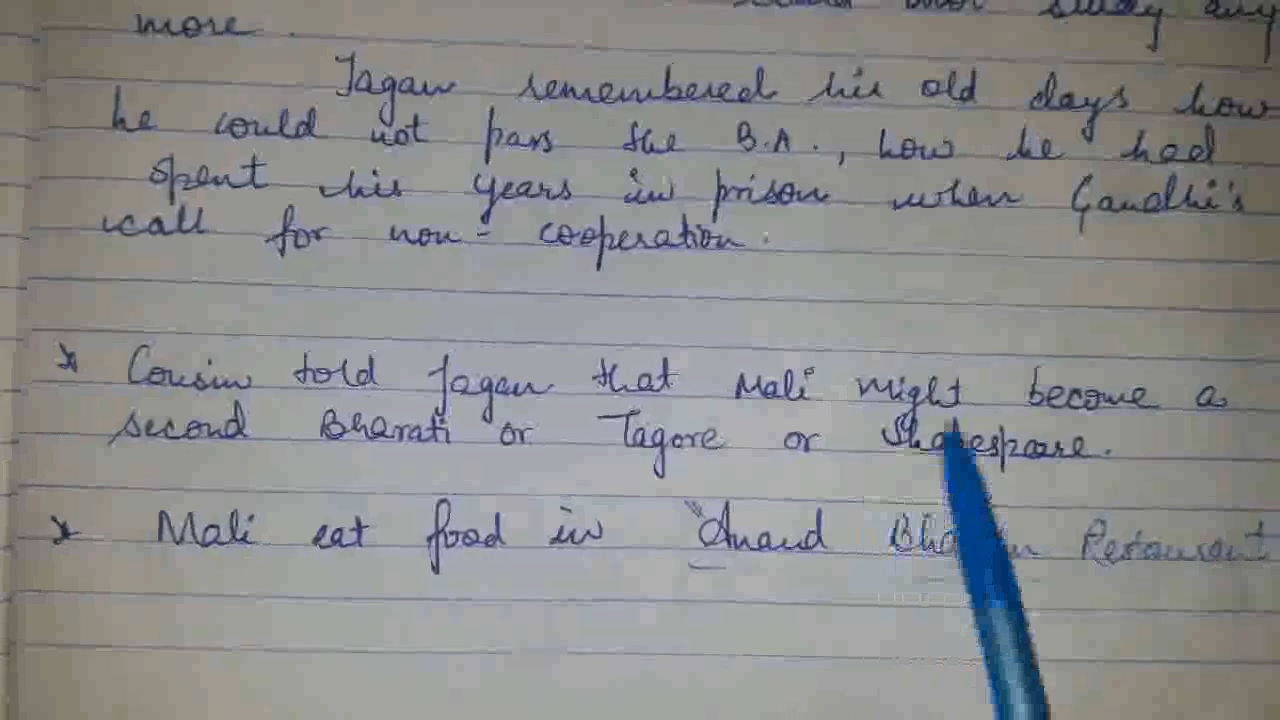 study any
more.
Jagan remembered his old days how
he could not pass the B.A., how he had
spent his years in prison when Gandhi's
call for non-cooperation.
* Cousin told Jagan that Mali might become a
second Bharati or Tagore or
* Mali eat food in "Anand Restaurant